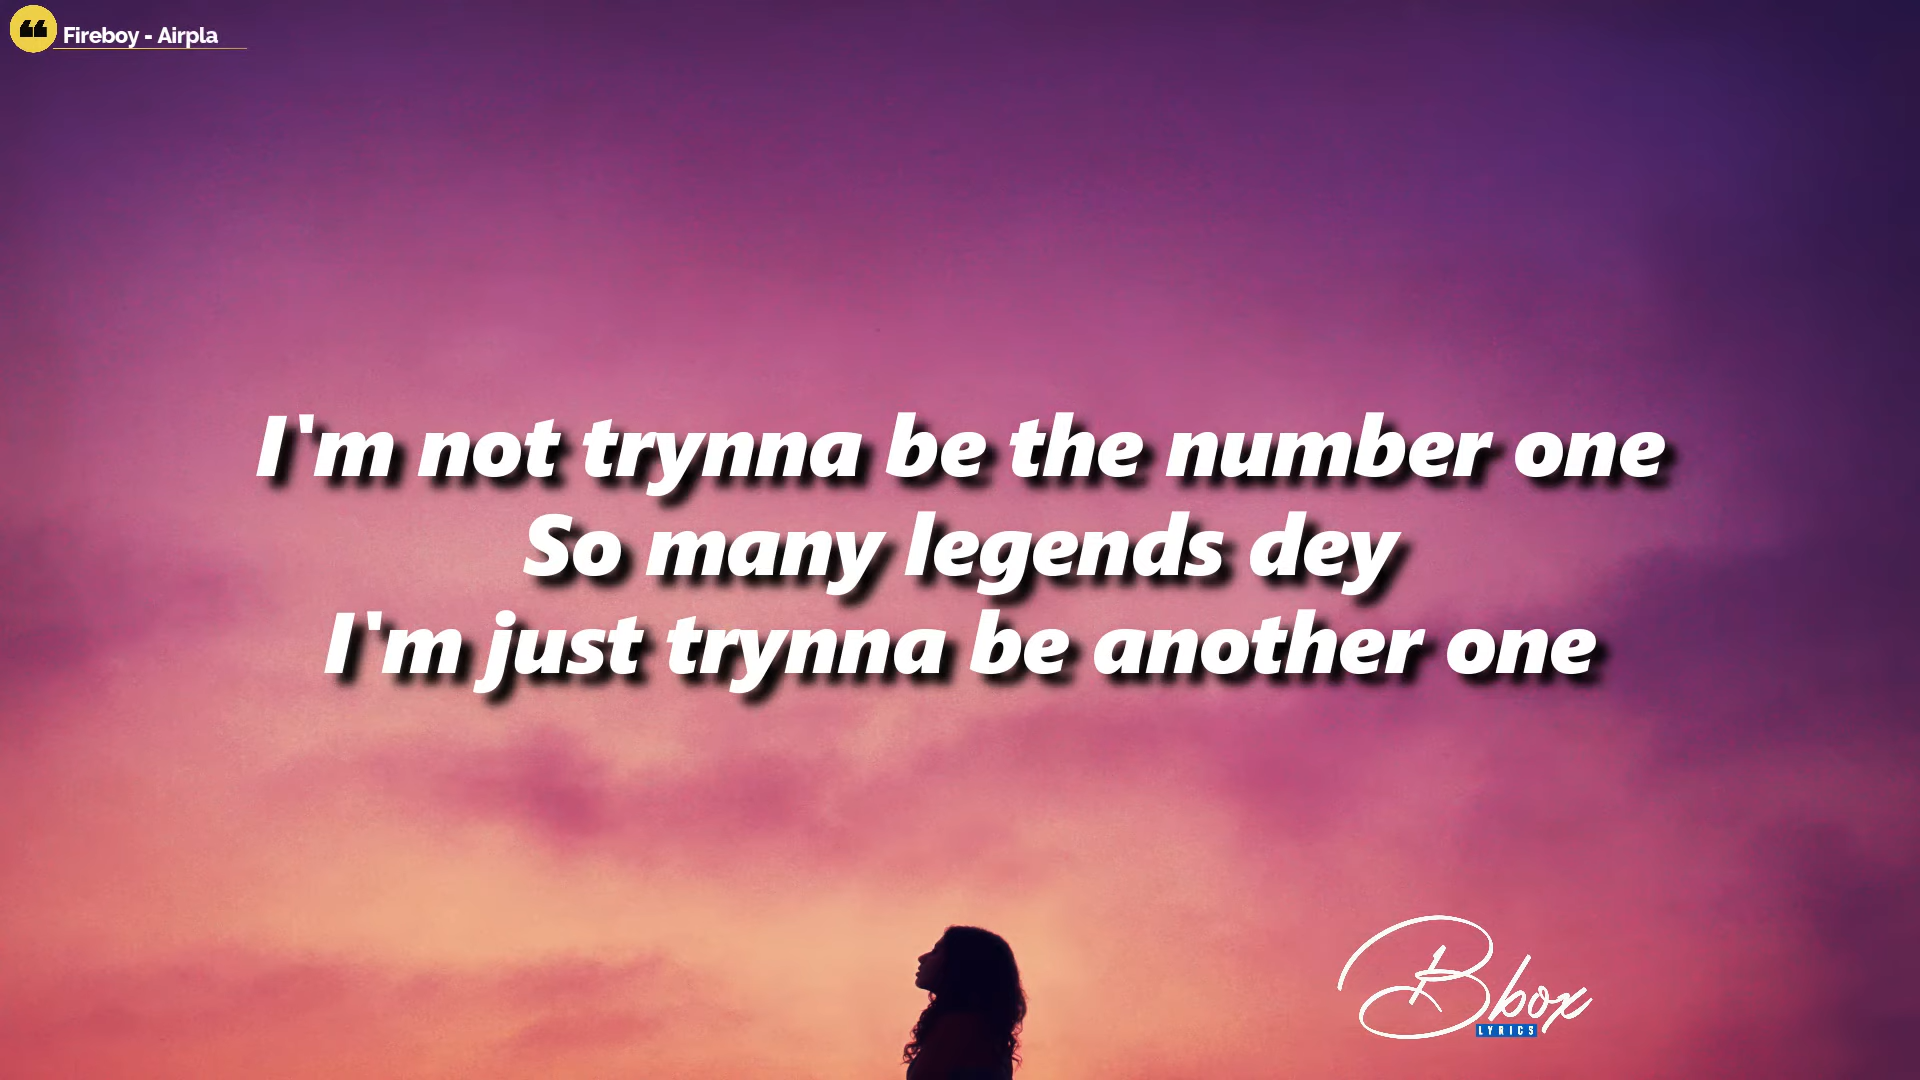 Fireboy - Airpla
I'm not trynna be the number one
So many legends dey
I'm just trynna be another one
Bbox
LYRICS